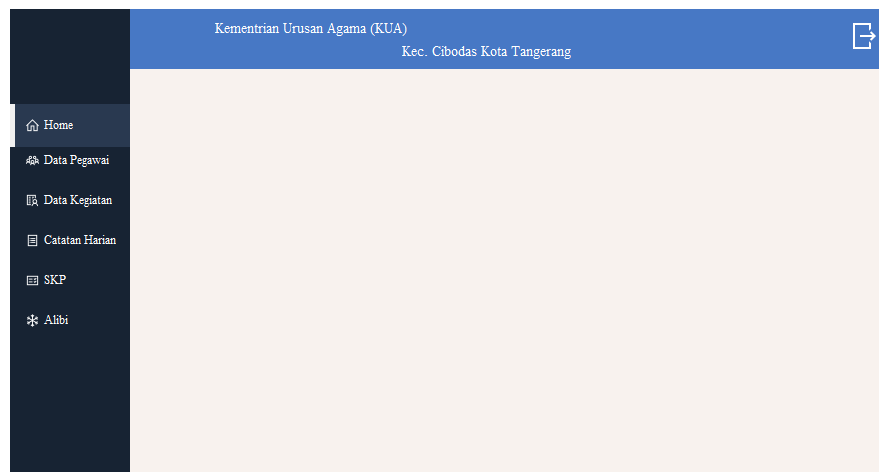 Kementrian Urusan Agama (KUA)
Kec. Cibodas Kota Tangerang
Home
Data Pegawai
Data Kegiatan
Catatan Harian
SKP
Alibi